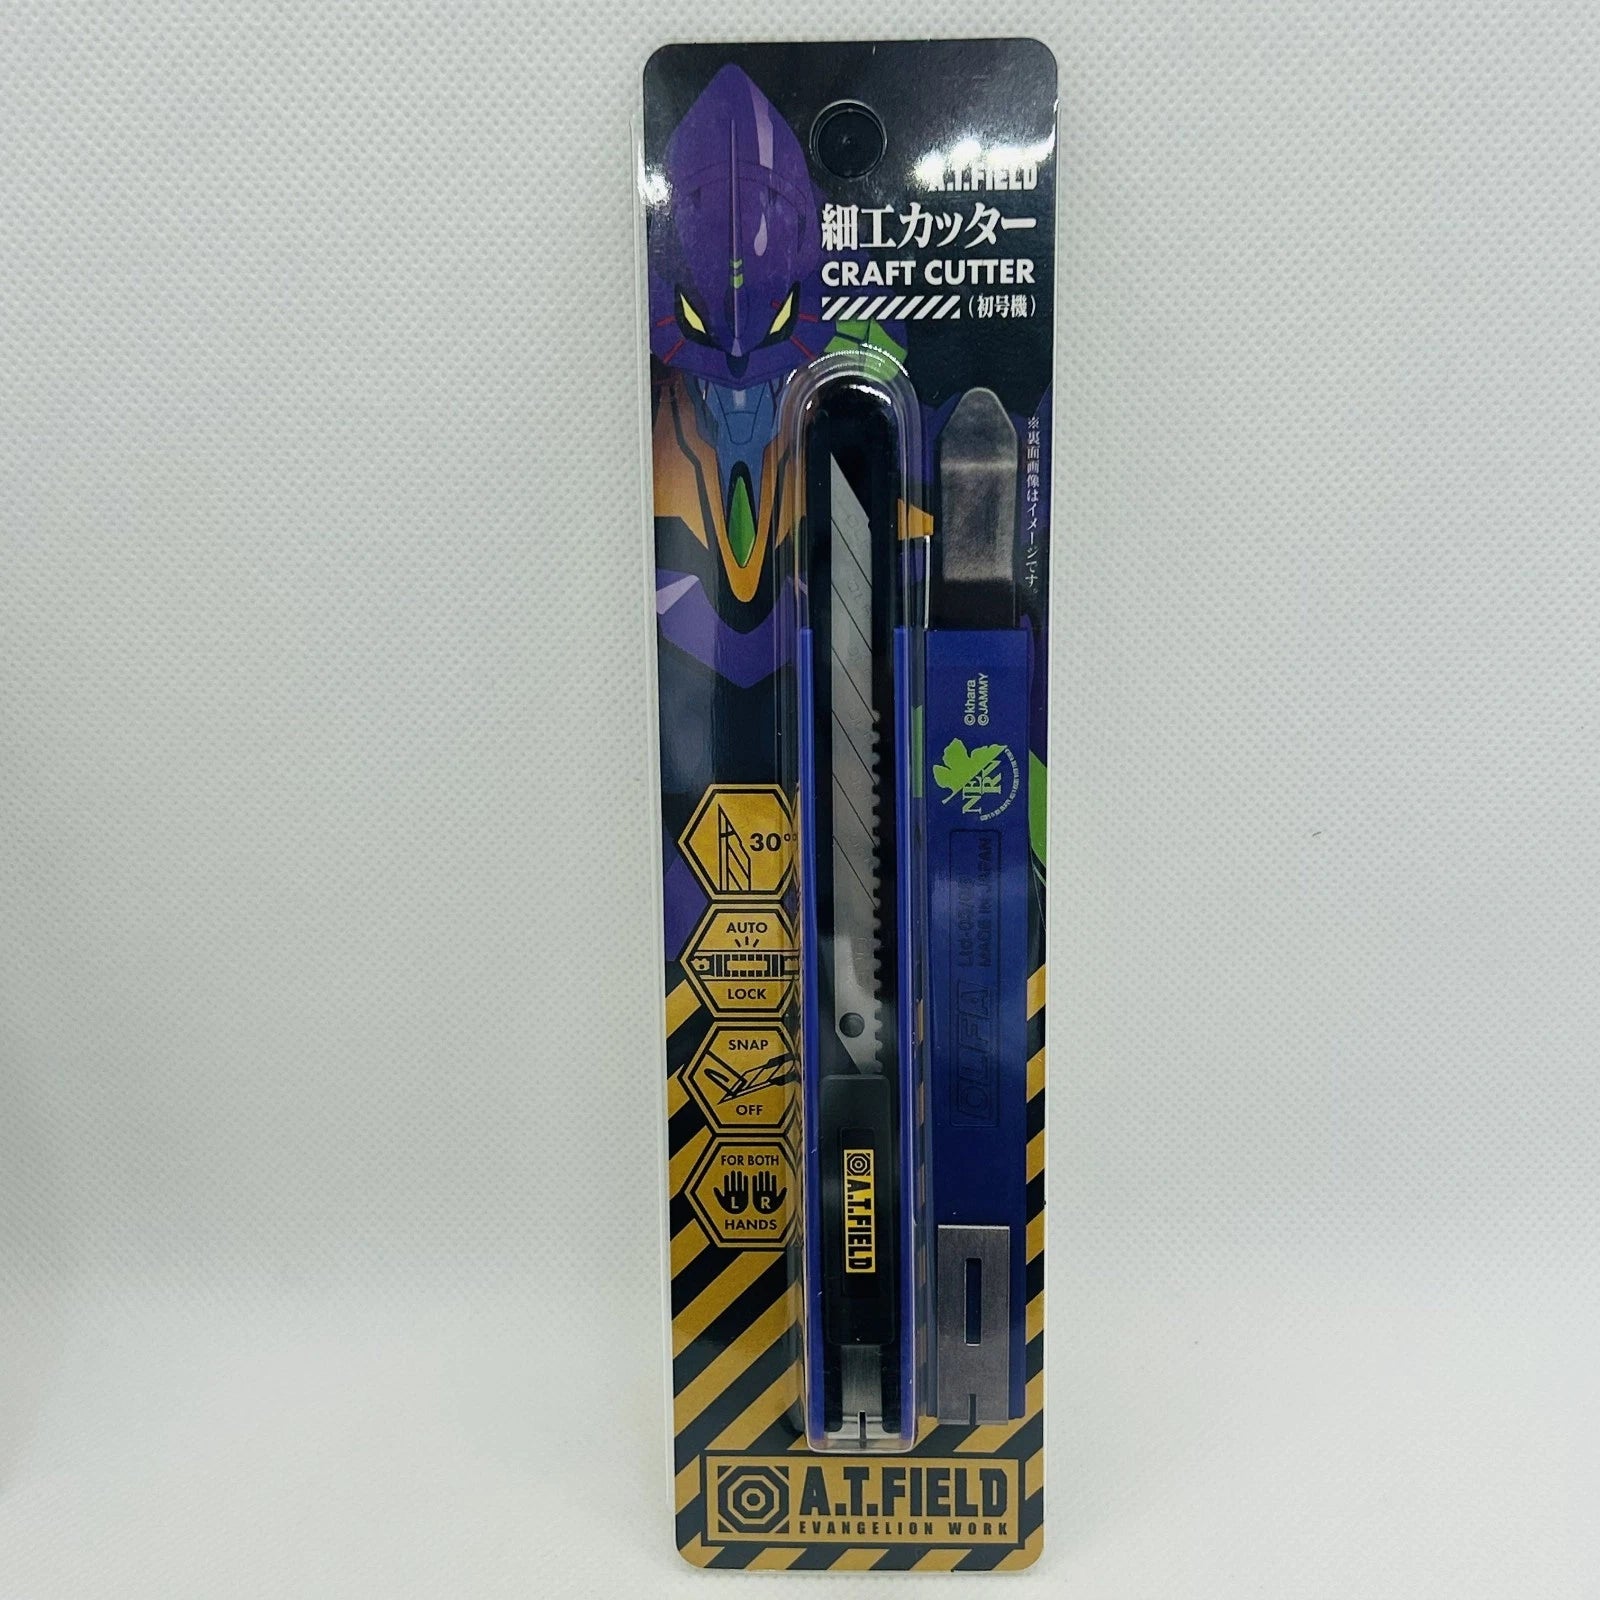 A.T.FIELD
細工カッター
CRAFT CUTTER
(初号機)
※裏面画像はイメージです。
©khara
©JAMMY
NERV
30°
AUTO
LOCK
SNAP
OFF
FOR BOTH
L R
HANDS
OLFA
MADE IN JAPAN
A.T.FIELD
A.T.FIELD
EVANGELION WORK